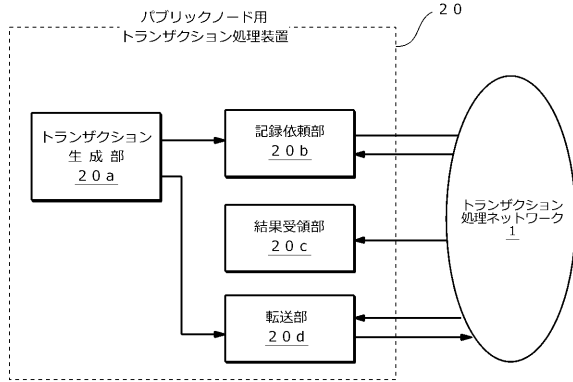 パブリックノード用
トランザクション処理装置
20
トランザクション
生成部
20a
記録依頼部
20b
結果受領部
20c
転送部
20d
トランザクション
処理ネットワーク
1